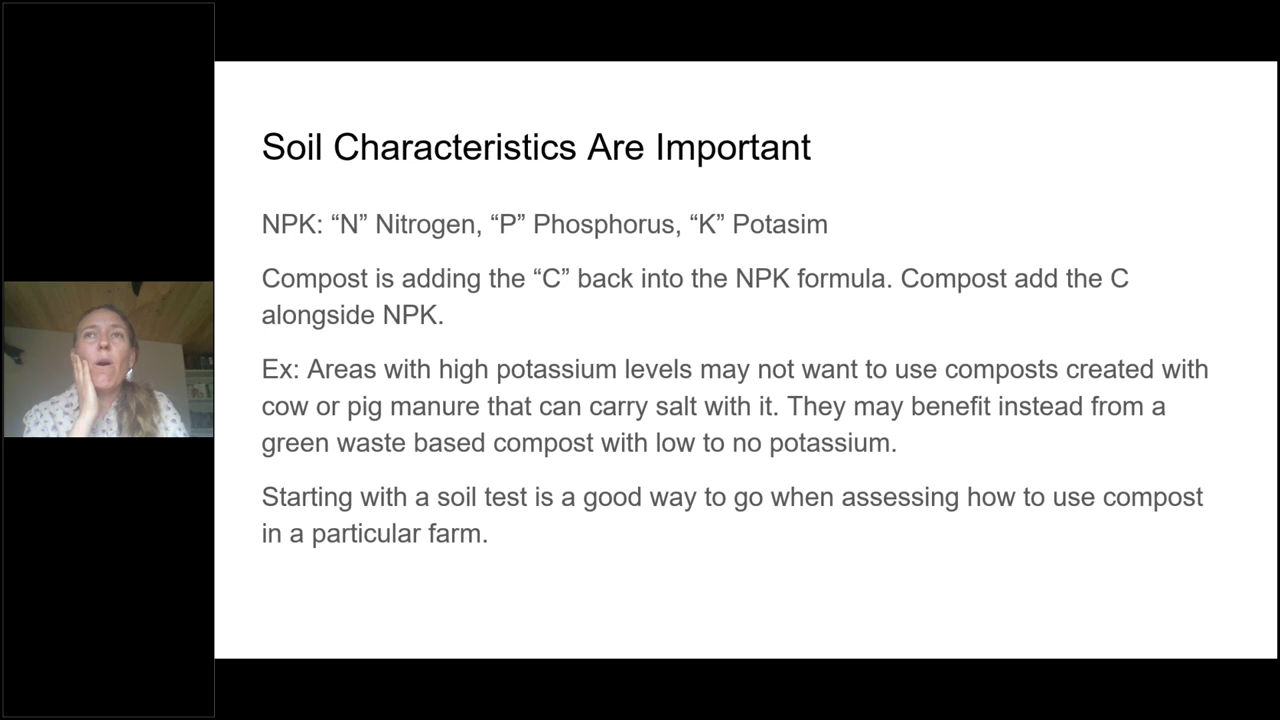 Soil Characteristics Are Important
NPK: “N” Nitrogen, “P” Phosphorus, “K” Potasim
Compost is adding the “C” back into the NPK formula. Compost add the C
alongside NPK.
Ex: Areas with high potassium levels may not want to use composts created with
cow or pig manure that can carry salt with it. They may benefit instead from a
green waste based compost with low to no potassium.
Starting with a soil test is a good way to go when assessing how to use compost
in a particular farm.